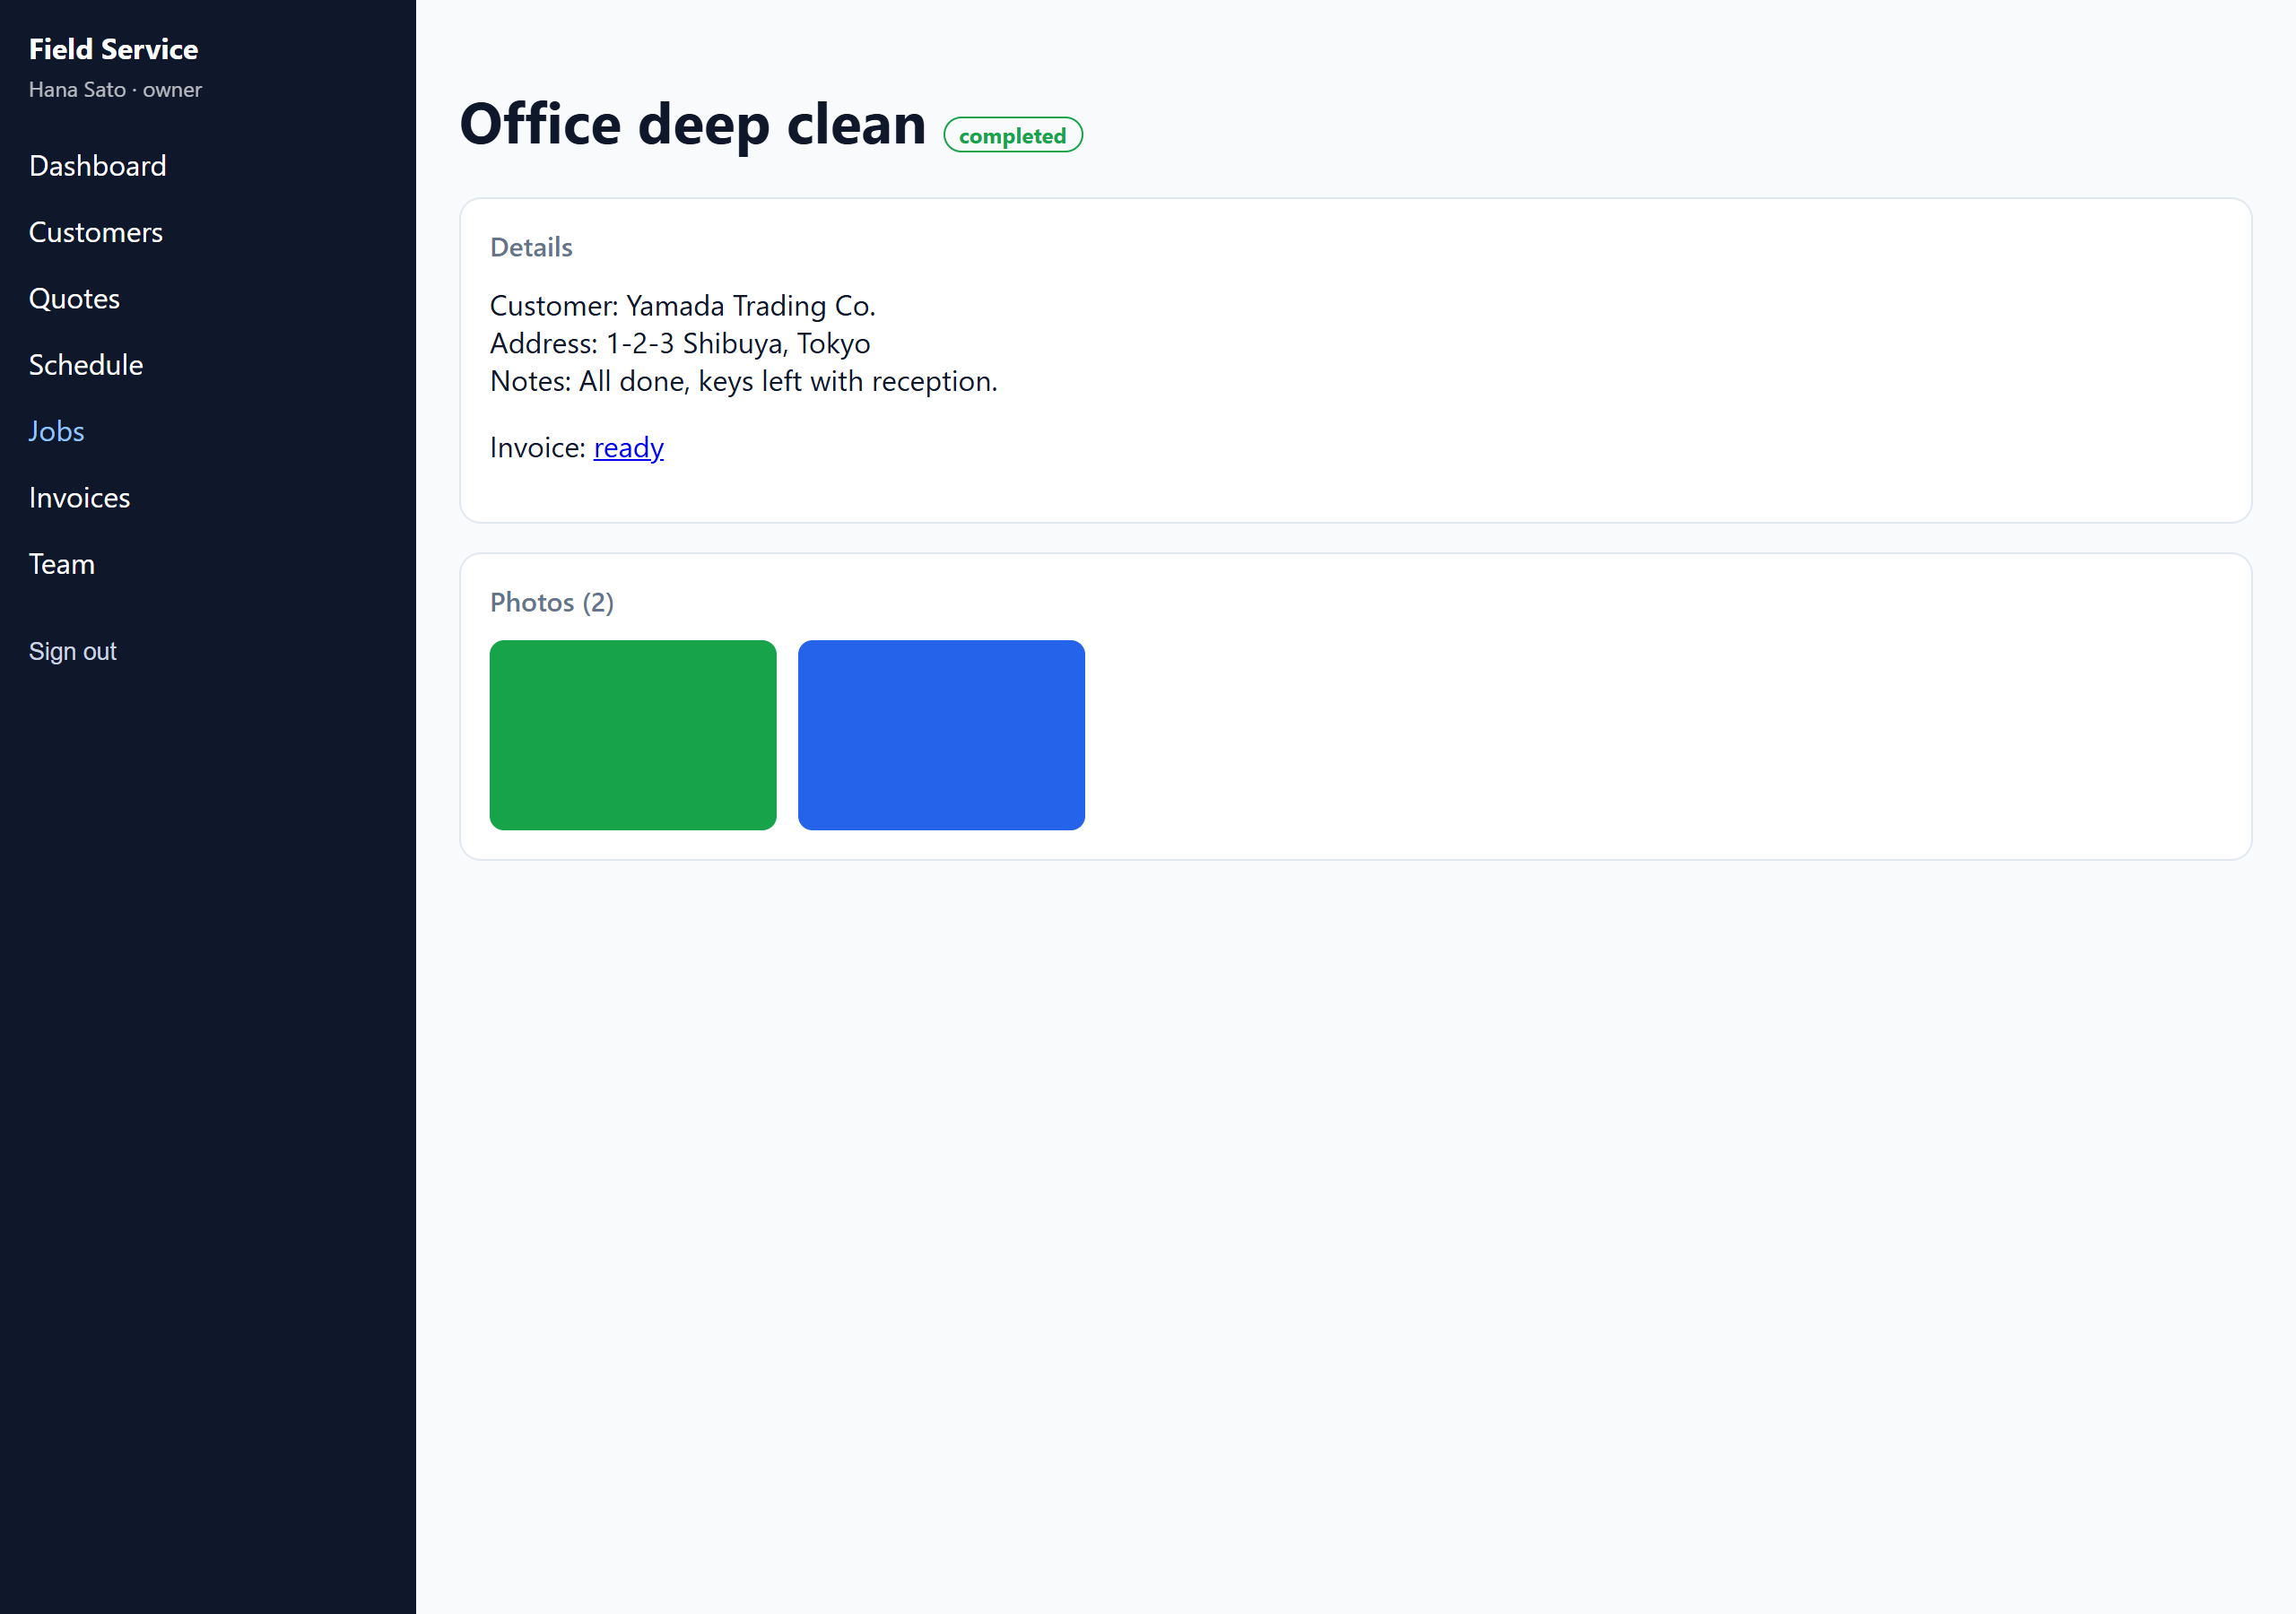 Field Service
Hana Sato · owner
Dashboard
Customers
Quotes
Schedule
Jobs
Invoices
Team
Sign out
Office deep clean completed
Details
Customer: Yamada Trading Co.
Address: 1-2-3 Shibuya, Tokyo
Notes: All done, keys left with reception.
Invoice: ready
Photos (2)